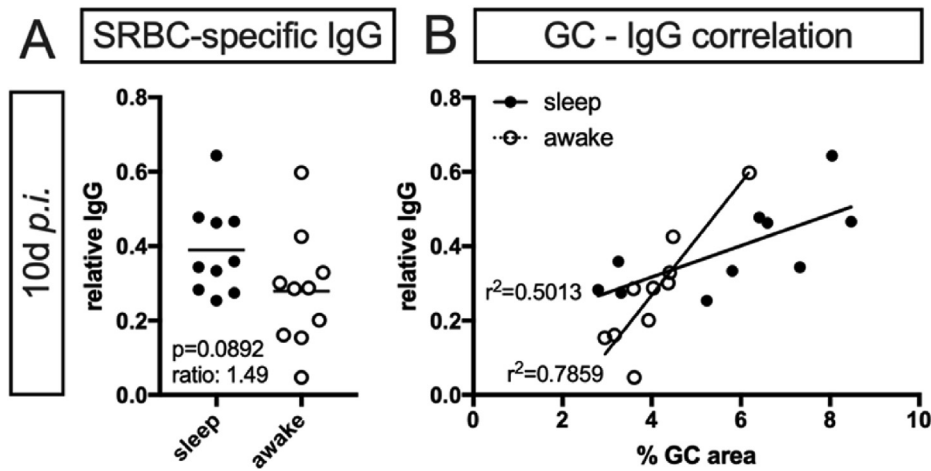 A
SRBC-specific IgG
B
GC - IgG correlation
10d p.i.
relative IgG
0.8
0.6
0.4
0.2
0.0
p=0.0892
ratio: 1.49
sleep
awake
relative IgG
0.8
0.6
0.4
0.2
0.0
sleep
awake
r²=0.5013
r²=0.7859
0
2
4
6
8
10
% GC area